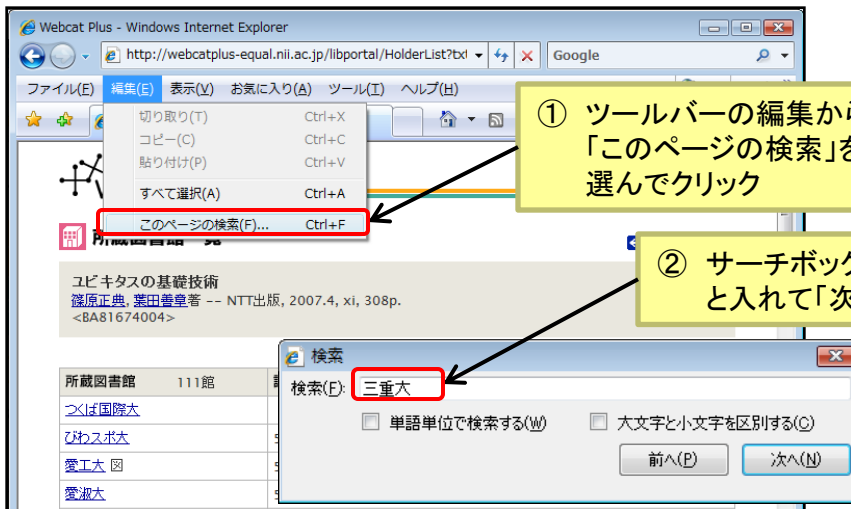 Webcat Plus - Windows Internet Explorer
http://webcatplus-equal.nii.ac.jp/libportal/HolderList?txt
Google
ファイル(F) 編集(E) 表示(V) お気に入り(A) ツール(T) ヘルプ(H)
切り取り(T) Ctrl+X
コピー(C) Ctrl+C
貼り付け(P) Ctrl+V
すべて選択(A) Ctrl+A
このページの検索(F)... Ctrl+F
① ツールバーの編集から
「このページの検索」を
選んでクリック
所蔵図書館一覧
② サーチボック
と入れて「次
ユビキタスの基礎技術
篠原正典, 葉田善章著 -- NTT出版, 2007.4, xi, 308p.
<BA81674004>
所蔵図書館 111館
つくば国際大
びわスポ大
愛工大 図
愛淑大
検索
検索(F): 三重大
単語単位で検索する(W) 大文字と小文字を区別する(C)
前へ(P) 次へ(N)